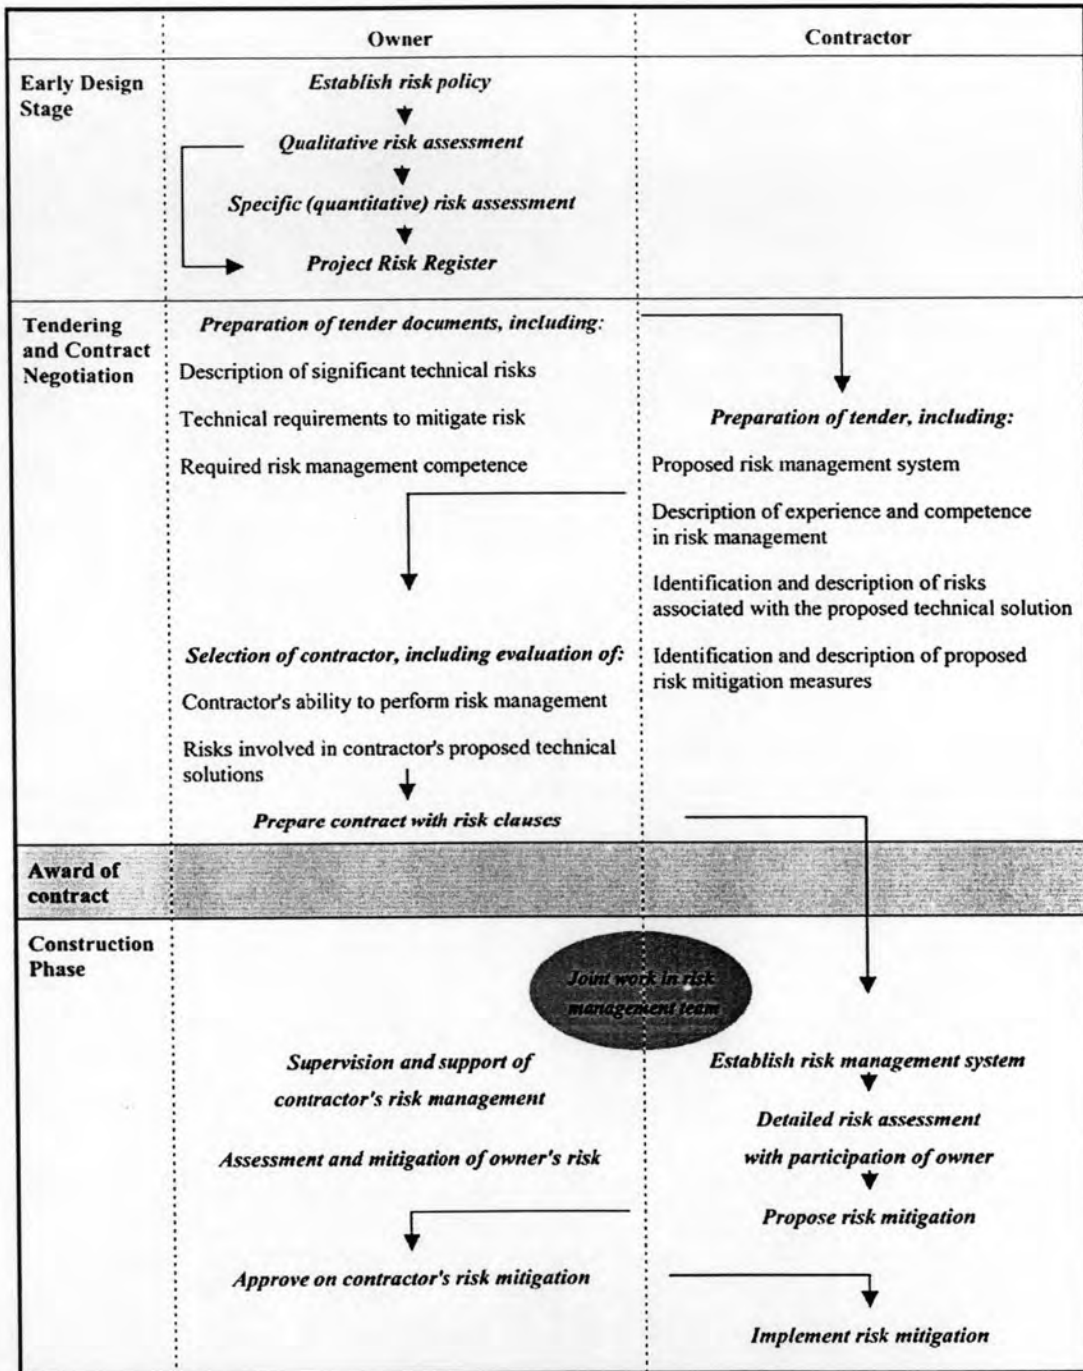 Owner
Contractor
Early Design
Stage
Establish risk policy
Qualitative risk assessment
Specific (quantitative) risk assessment
Project Risk Register
Tendering
and Contract
Negotiation
Preparation of tender documents, including:
Description of significant technical risks
Technical requirements to mitigate risk
Required risk management competence
Preparation of tender, including:
Proposed risk management system
Description of experience and competence
in risk management
Identification and description of risks
associated with the proposed technical solution
Identification and description of proposed
risk mitigation measures
Selection of contractor, including evaluation of:
Contractor's ability to perform risk management
Risks involved in contractor's proposed technical
solutions
Prepare contract with risk clauses
Award of
contract
Construction
Phase
Joint work in risk
management team
Supervision and support of
contractor's risk management
Assessment and mitigation of owner's risk
Establish risk management system
Detailed risk assessment
with participation of owner
Propose risk mitigation
Approve on contractor's risk mitigation
Implement risk mitigation